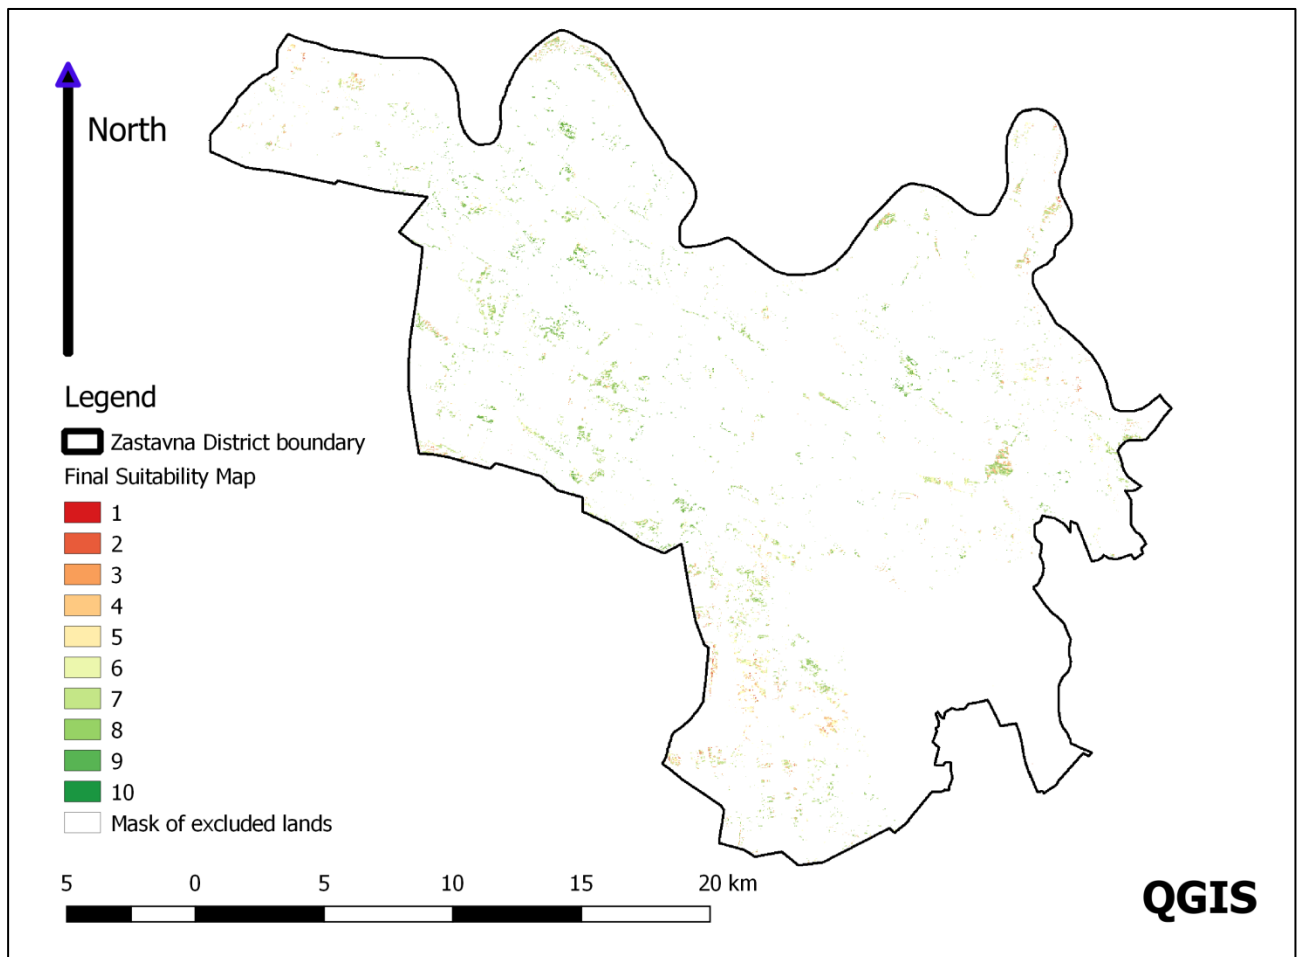 North
Legend
Zastavna District boundary
Final Suitability Map
1
2
3
4
5
6
7
8
9
10
Mask of excluded lands
5 0 5 10 15 20 km
QGIS